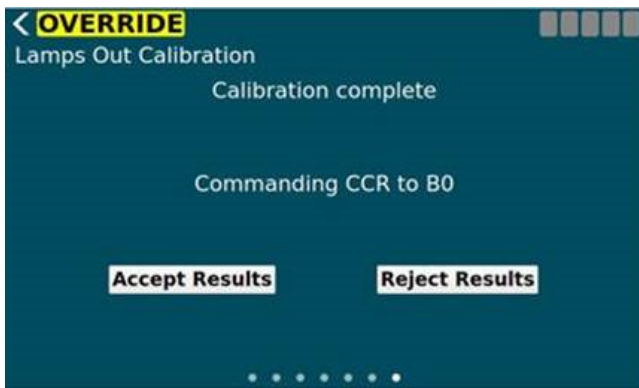 < OVERRIDE
Lamps Out Calibration
Calibration complete
Commanding CCR to B0
Accept Results Reject Results